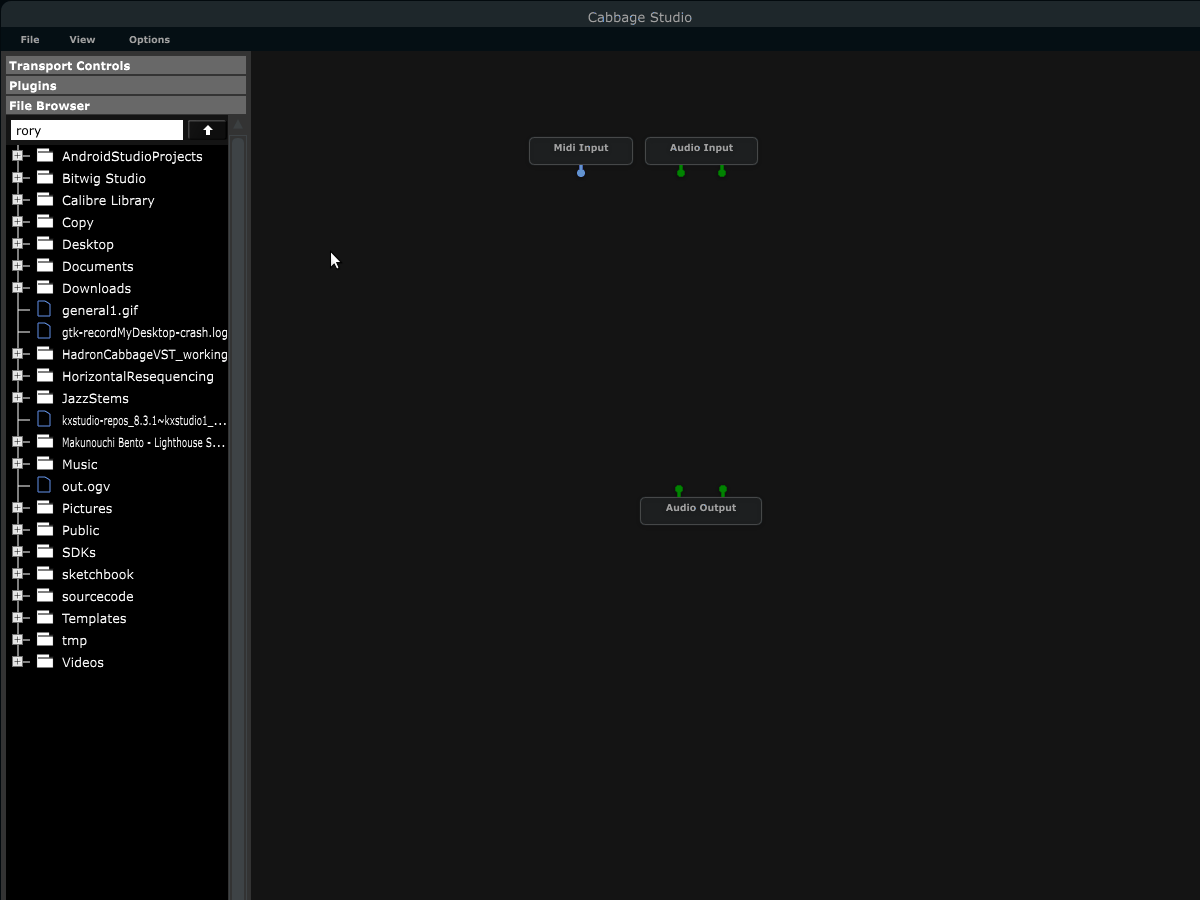 Cabbage Studio
File View Options
Transport Controls
Plugins
File Browser
rory
AndroidStudioProjects
Bitwig Studio
Calibre Library
Copy
Desktop
Documents
Downloads
general1.gif
gtk-recordMyDesktop-crash.log
HadronCabbageVST_working
HorizontalResequencing
JazzStems
kxstudio-repos_8.3.1~kxstudio1_...
Makunouchi Bento - Lighthouse S...
Music
out.ogv
Pictures
Public
SDKs
sketchbook
sourcecode
Templates
tmp
Videos
Midi Input
Audio Input
Audio Output